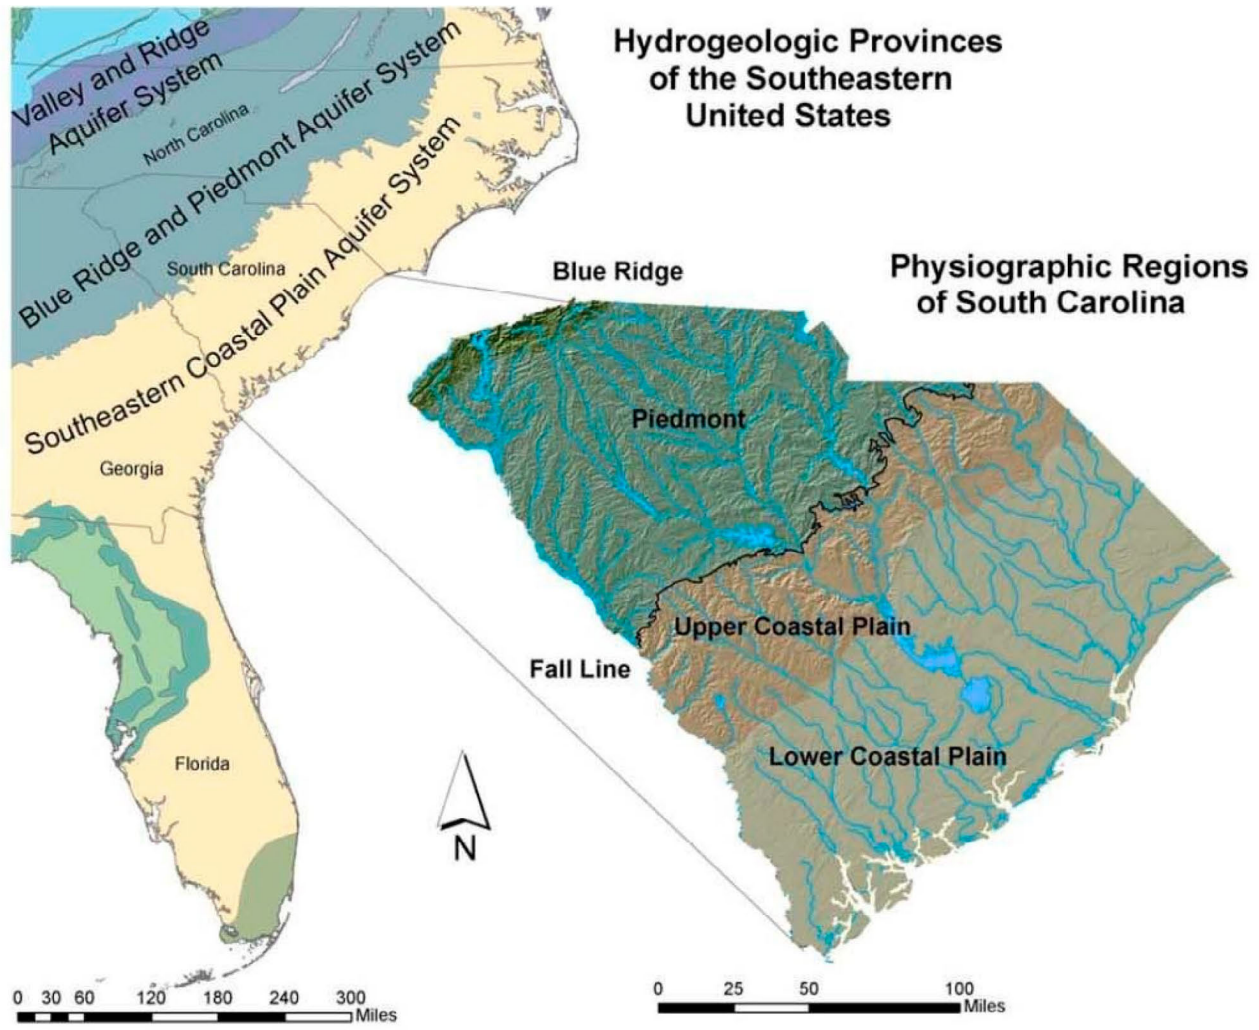 Hydrogeologic Provinces
of the Southeastern
United States
Valley and Ridge
Aquifer System
North Carolina
Blue Ridge and Piedmont Aquifer System
South Carolina
Southeastern Coastal Plain Aquifer System
Georgia
Florida
Physiographic Regions
of South Carolina
Blue Ridge
Piedmont
Upper Coastal Plain
Fall Line
Lower Coastal Plain
N
0 30 60 120 180 240 300
Miles
0 25 50 100
Miles